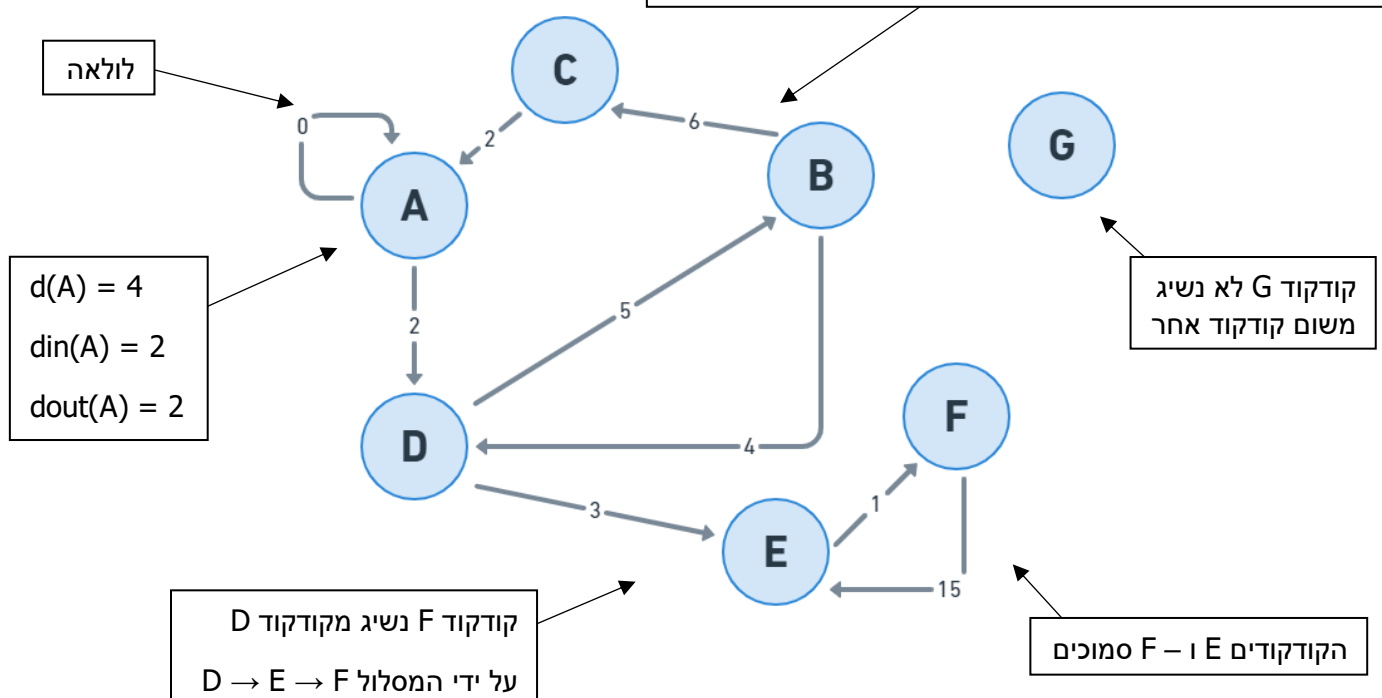 לולאה
C
0
2
6
B
G
A
d(A) = 4
din(A) = 2
dout(A) = 2
2
5
קודקוד G לא נשיג
משום קודקוד אחר
D
4
F
3
1
E
15
קודקוד F נשיג מקודקוד D
על ידי המסלול D → E → F
הקודקודים E ו – F סמוכים